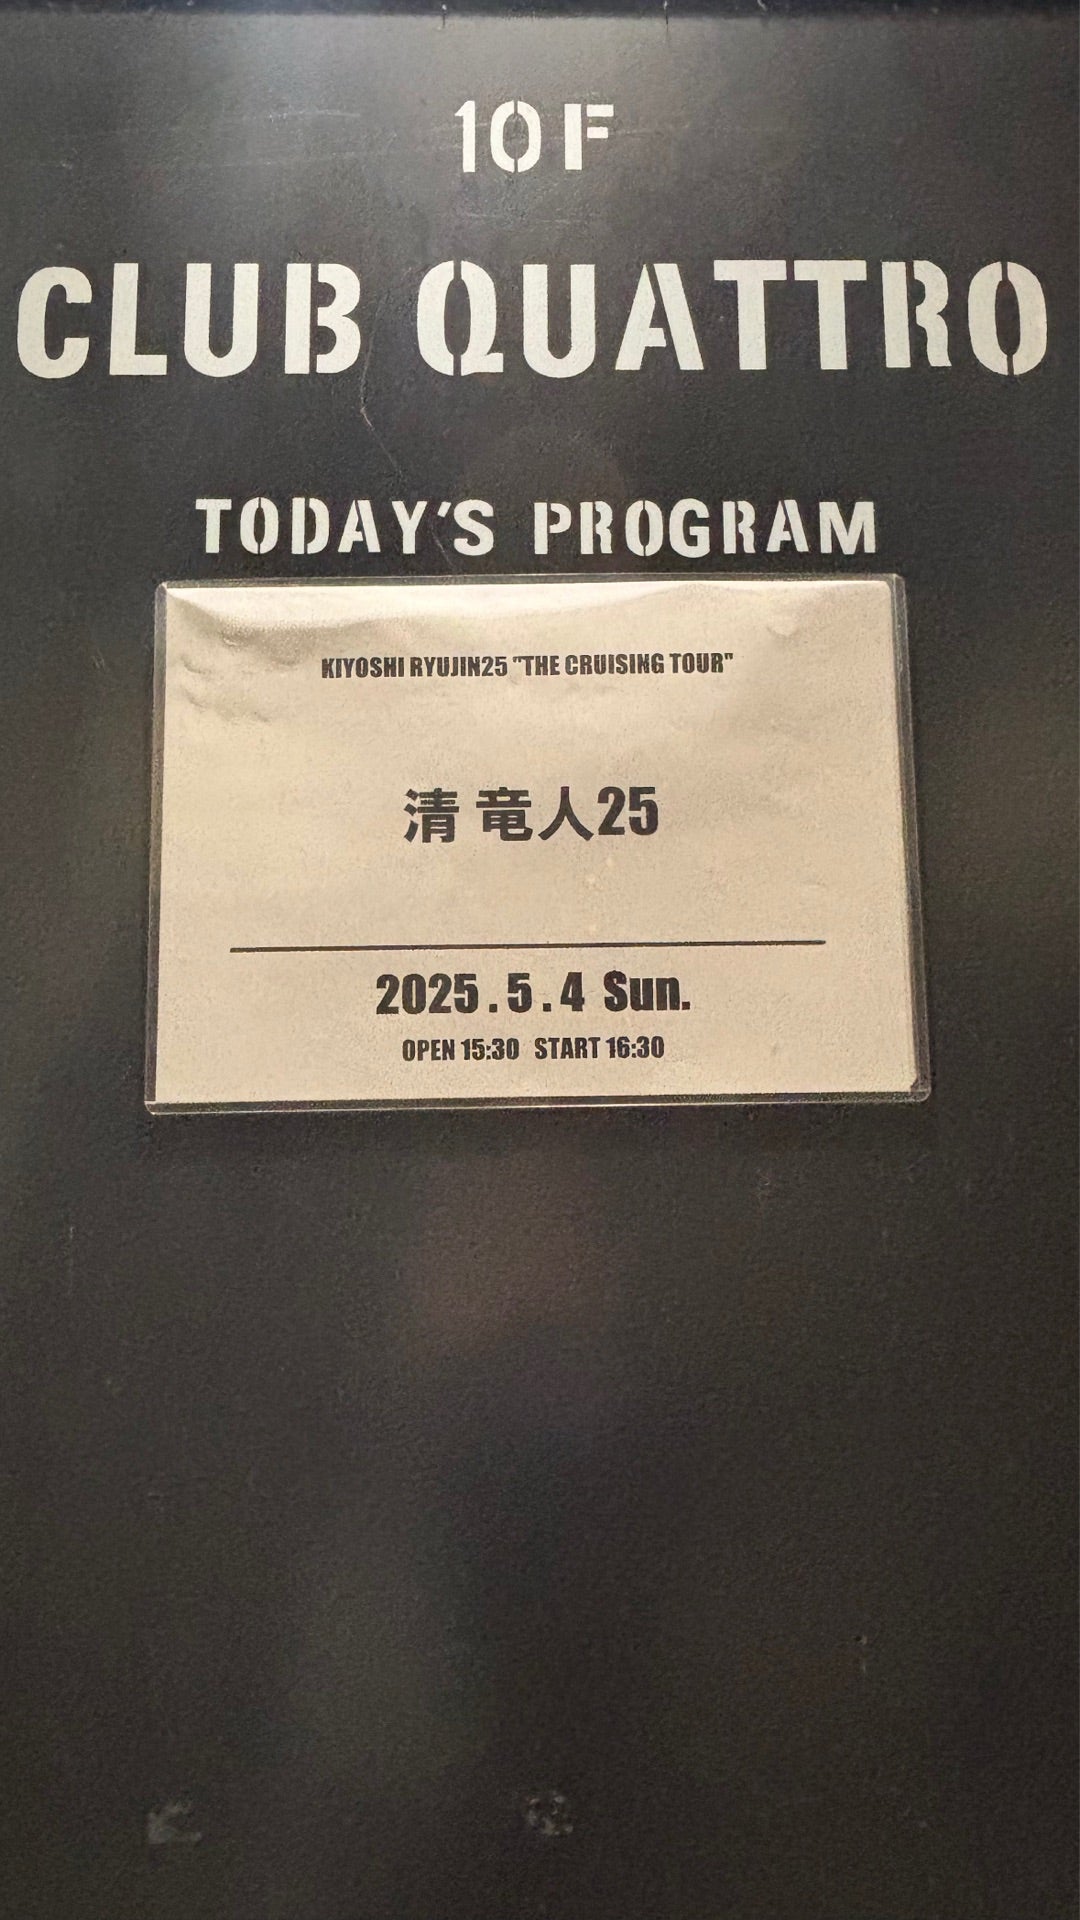 10F
CLUB QUATTRO
TODAY'S PROGRAM
KIYOSHI RYUJIN25 "THE CRUISING TOUR"
清 竜人25
2025.5.4 Sun.
OPEN 15:30 START 16:30